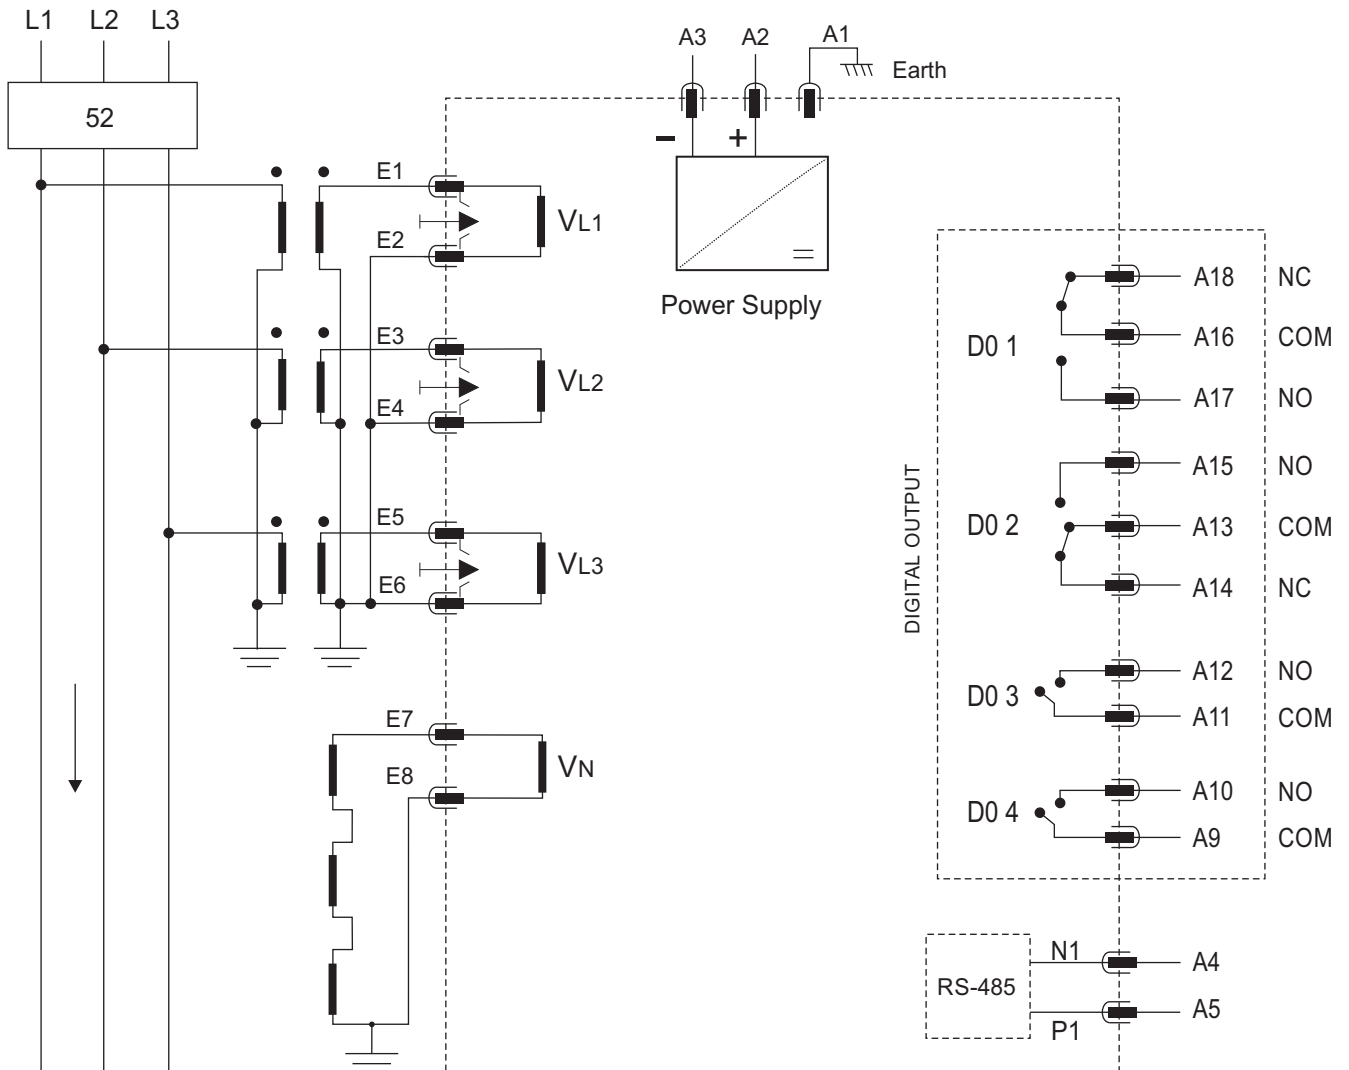 L1 L2 L3
52
A3 A2 A1
Earth
− +
Power Supply
E1
E2
VL1
E3
E4
VL2
E5
E6
VL3
E7
E8
VN
DIGITAL OUTPUT
D0 1
A18 NC
A16 COM
A17 NO
D0 2
A15 NO
A13 COM
A14 NC
D0 3
A12 NO
A11 COM
D0 4
A10 NO
A9 COM
RS-485
N1 A4
P1 A5